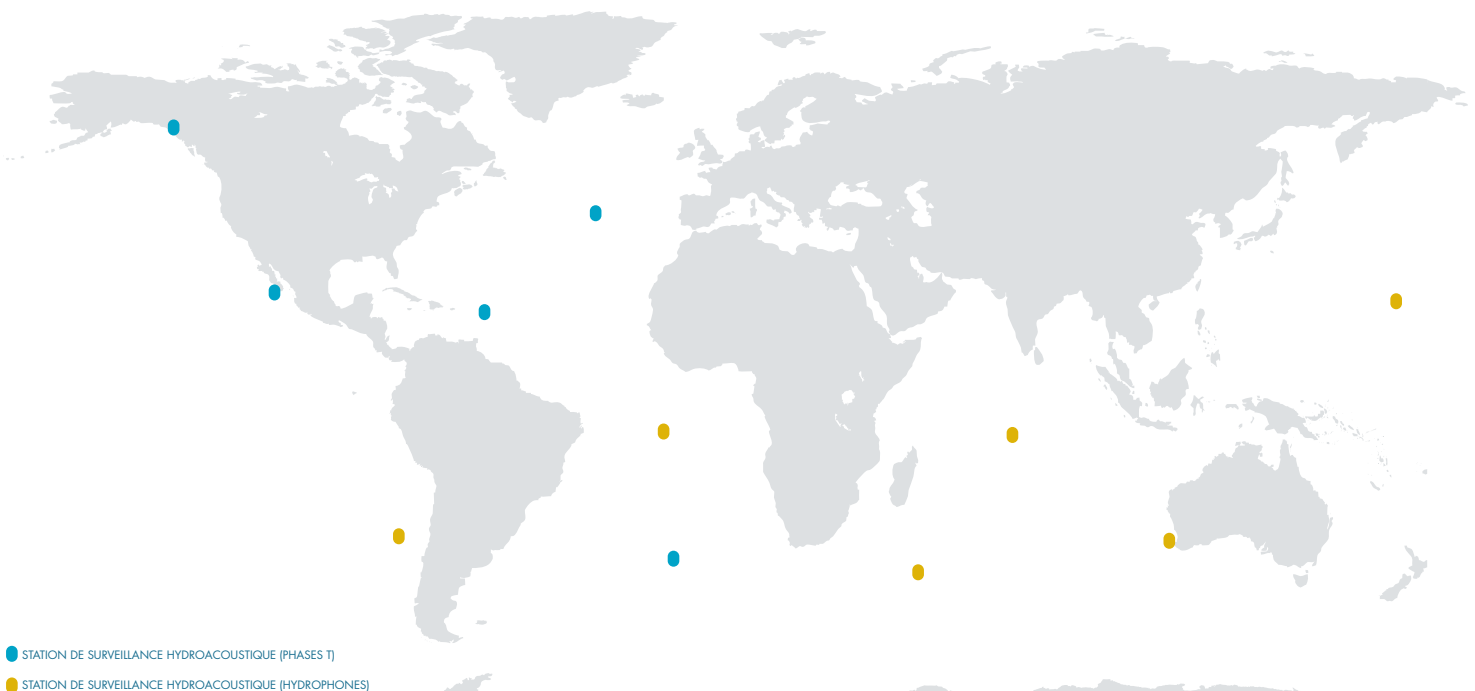 STATION DE SURVEILLANCE HYDROACOUSTIQUE (PHASES T)
STATION DE SURVEILLANCE HYDROACOUSTIQUE (HYDROPHONES)